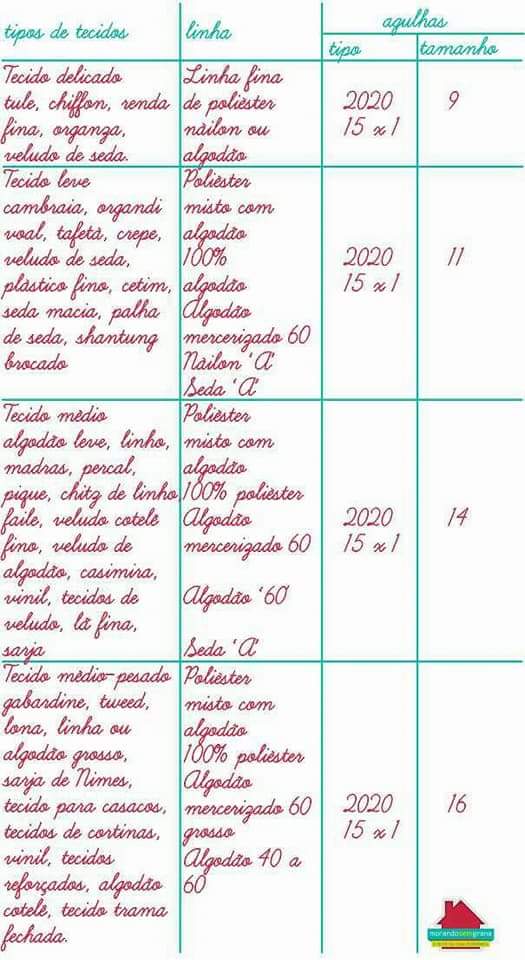 tipos de tecidos
linha
agulhas
tipo
tamanho
Tecido delicado
tule, chiffon, renda
fina, organza,
veludo de seda.
Linha fina
de poliéster
náilon ou
algodão
2020
15 x 1
9
Tecido leve
cambraia, organdi
voal, tafetá, crepe,
veludo de seda,
plástico fino, cetim,
seda macia, palha
de seda, shantung
brocado
Poliéster
misto com
algodão
100%
algodão
Algodão
mercerizado 60
Náilon 'A'
Seda 'A'
2020
15 x 1
11
Tecido médio
algodão leve, linho,
madras, percal,
pique, chitz de linho
faile, veludo cotelê
fino, veludo de
algodão, casimira,
vinil, tecidos de
veludo, lã fina,
sarja
Poliéster
misto com
algodão
100% poliéster
Algodão
mercerizado 60
Algodão '60'
Seda 'A'
2020
15 x 1
14
Tecido médio-pesado
gabardine, tweed,
lona, linha ou
algodão grosso,
sarja de Nimes,
tecido para casacos,
tecidos de cortinas,
vinil, tecidos
reforçados, algodão
cotelê, tecido trama
fechada.
Poliéster
misto com
algodão
100% poliéster
Algodão
mercerizado 60
grosso
Algodão 40 a
60
2020
15 x 1
16
morandosemgrana